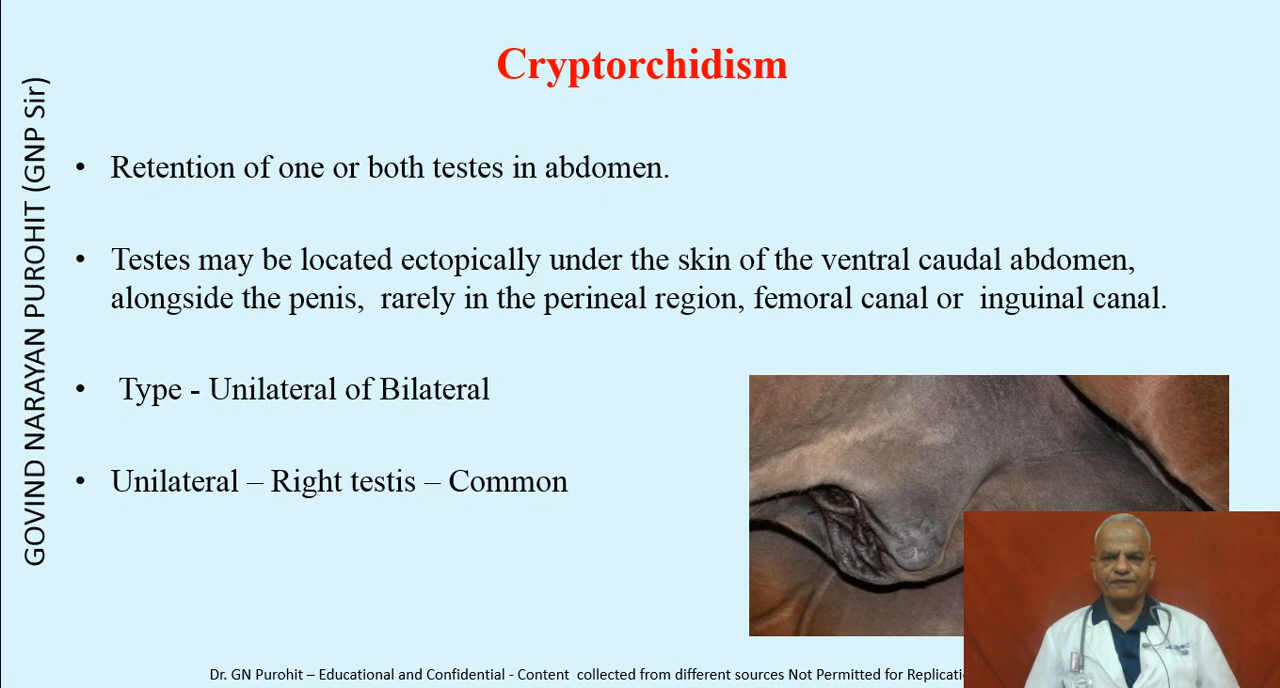 Cryptorchidism
GOVIND NARAYAN PUROHIT (GNP Sir)
• Retention of one or both testes in abdomen.
• Testes may be located ectopically under the skin of the ventral caudal abdomen,
alongside the penis, rarely in the perineal region, femoral canal or inguinal canal.
• Type - Unilateral of Bilateral
• Unilateral – Right testis – Common
Dr. GN Purohit – Educational and Confidential - Content collected from different sources Not Permitted for